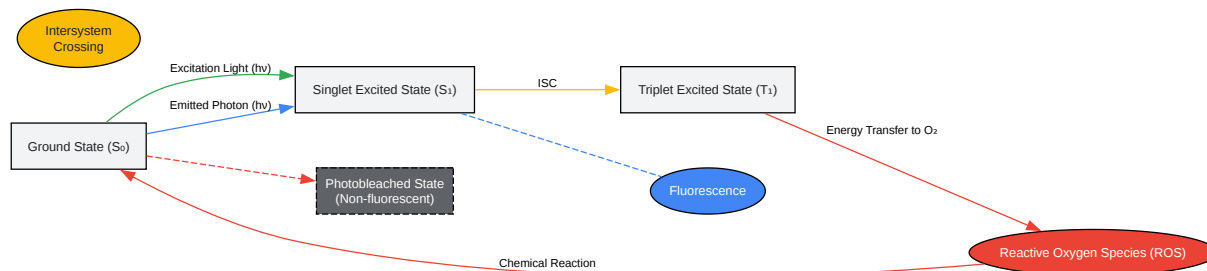 Intersystem
Crossing
Excitation Light (hν)
Emitted Photon (hν)
Ground State (S₀)
Singlet Excited State (S₁)
ISC
Triplet Excited State (T₁)
Energy Transfer to O₂
Photobleached State
(Non-fluorescent)
Fluorescence
Reactive Oxygen Species (ROS)
Chemical Reaction